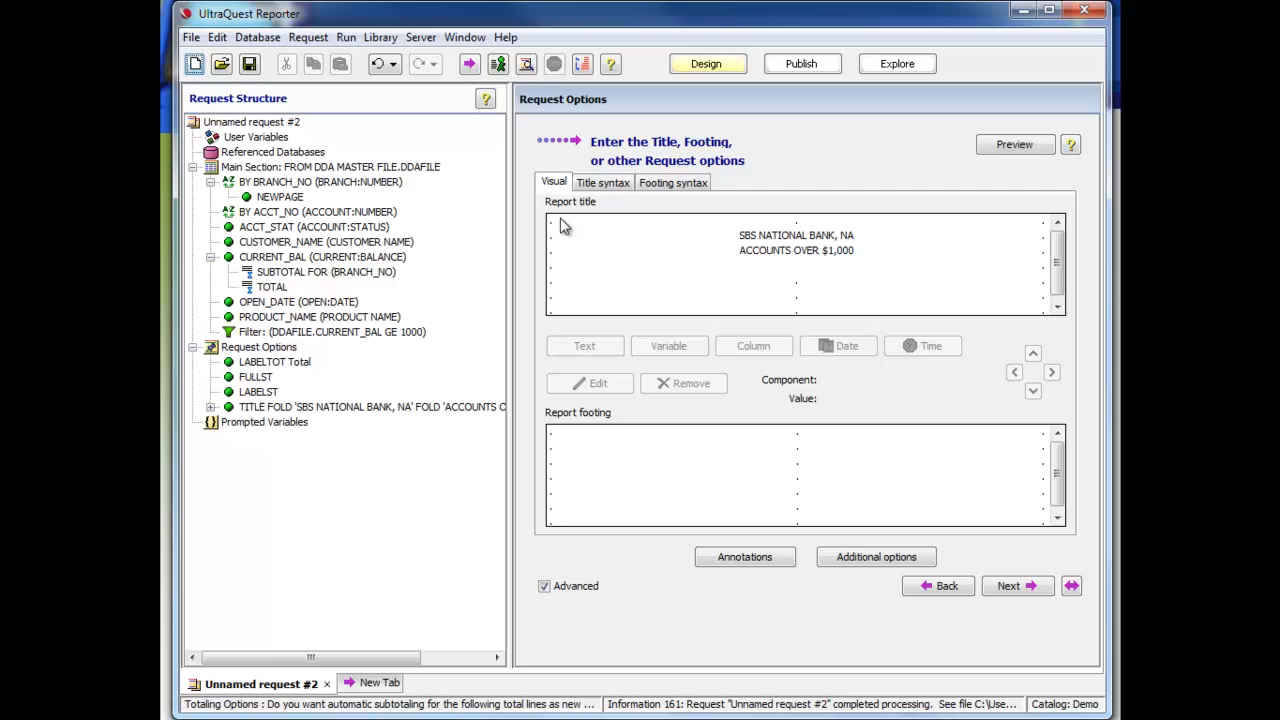 UltraQuest Reporter
File Edit Database Request Run Library Server Window Help
Design Publish Explore
Request Structure
Unnamed request #2
User Variables
Referenced Databases
Main Section: FROM DDA MASTER FILE.DDAFILE
BY BRANCH_NO (BRANCH:NUMBER)
NEWPAGE
BY ACCT_NO (ACCOUNT:NUMBER)
ACCT_STAT (ACCOUNT:STATUS)
CUSTOMER_NAME (CUSTOMER NAME)
CURRENT_BAL (CURRENT:BALANCE)
SUBTOTAL FOR (BRANCH_NO)
TOTAL
OPEN_DATE (OPEN:DATE)
PRODUCT_NAME (PRODUCT NAME)
Filter: (DDAFILE.CURRENT_BAL GE 1000)
Request Options
LABELTOT Total
FULLST
LABELST
TITLE FOLD 'SBS NATIONAL BANK, NA' FOLD 'ACCOUNTS O
Prompted Variables
Request Options
Enter the Title, Footing,
or other Request options
Preview
Visual Title syntax Footing syntax
Report title
SBS NATIONAL BANK, NA
ACCOUNTS OVER $1,000
Text Variable Column Date Time
Edit Remove Component:
Value:
Report footing
Annotations Additional options
Advanced Back Next
Unnamed request #2 × New Tab
Totaling Options : Do you want automatic subtotaling for the following total lines as new ... Information 161: Request "Unnamed request #2" completed processing. See file C:\Use... Catalog: Demo